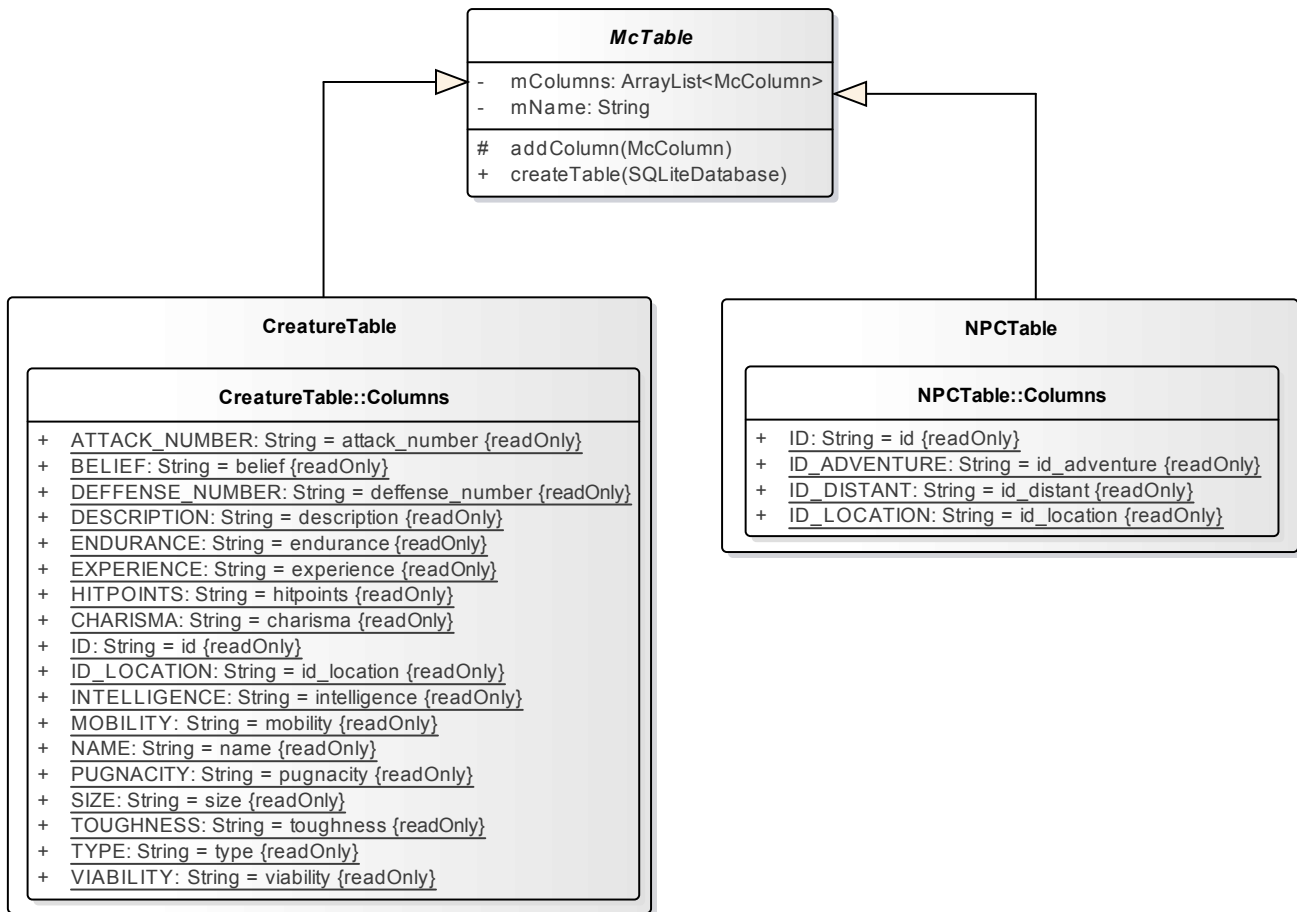 McTable
- mColumns: ArrayList<McColumn>
- mName: String
# addColumn(McColumn)
+ createTable(SQLiteDatabase)
CreatureTable
CreatureTable::Columns
+ ATTACK_NUMBER: String = attack_number {readOnly}
+ BELIEF: String = belief {readOnly}
+ DEFFENSE_NUMBER: String = deffense_number {readOnly}
+ DESCRIPTION: String = description {readOnly}
+ ENDURANCE: String = endurance {readOnly}
+ EXPERIENCE: String = experience {readOnly}
+ HITPOINTS: String = hitpoints {readOnly}
+ CHARISMA: String = charisma {readOnly}
+ ID: String = id {readOnly}
+ ID_LOCATION: String = id_location {readOnly}
+ INTELLIGENCE: String = intelligence {readOnly}
+ MOBILITY: String = mobility {readOnly}
+ NAME: String = name {readOnly}
+ PUGNACITY: String = pugnacity {readOnly}
+ SIZE: String = size {readOnly}
+ TOUGHNESS: String = toughness {readOnly}
+ TYPE: String = type {readOnly}
+ VIABILITY: String = viability {readOnly}
NPCTable
NPCTable::Columns
+ ID: String = id {readOnly}
+ ID_ADVENTURE: String = id_adventure {readOnly}
+ ID_DISTANT: String = id_distant {readOnly}
+ ID_LOCATION: String = id_location {readOnly}